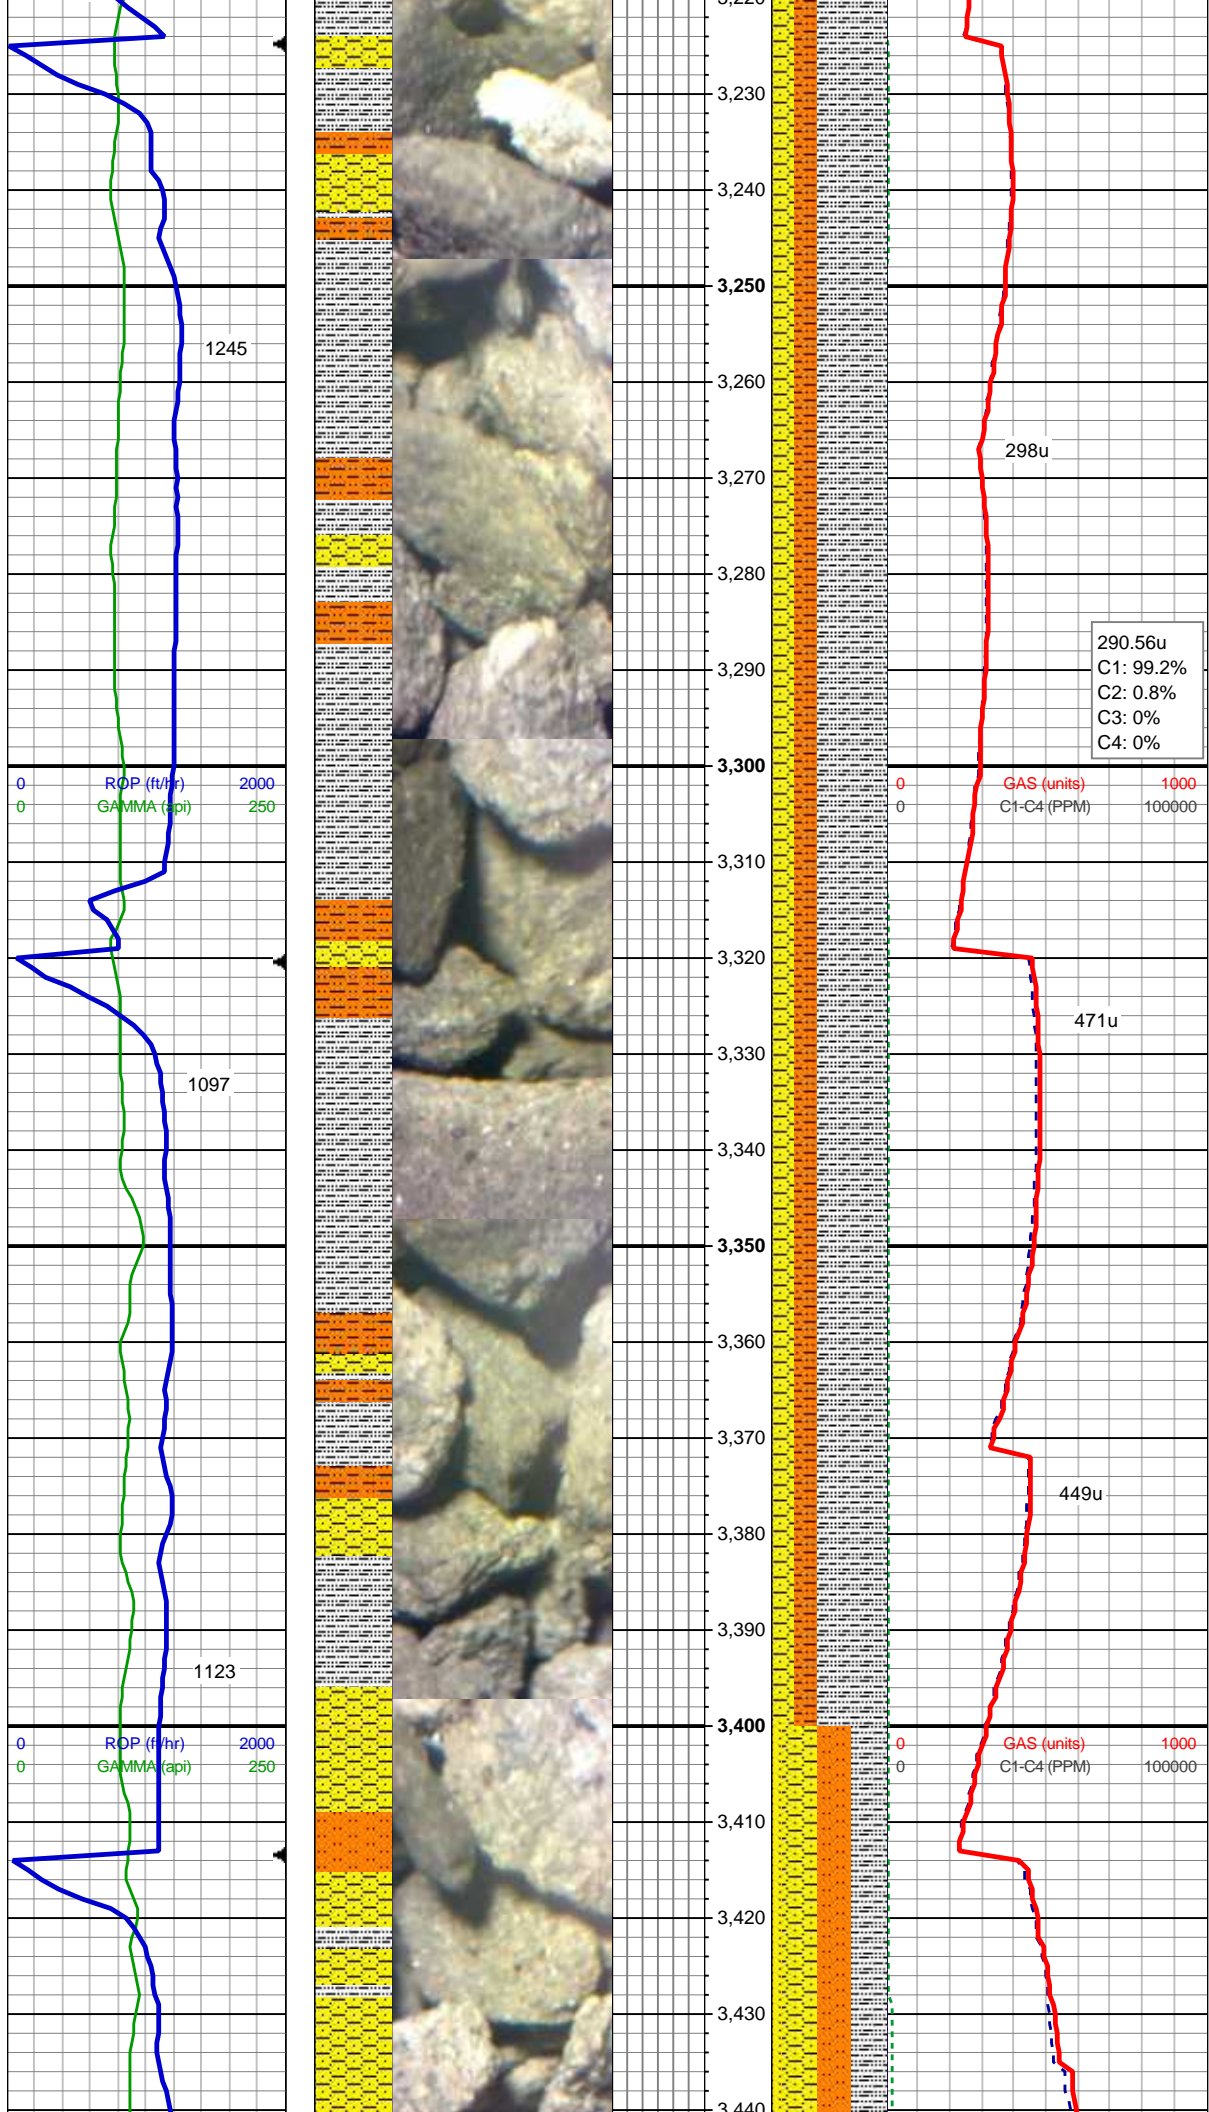 3,220
3,230
3,240
3,250
1245
3,260
298u
3,270
3,280
290.56u
3,290
C1: 99.2%
C2: 0.8%
C3: 0%
C4: 0%
3,300
0 ROP (ft/hr) 2000
0 GAS (units) 1000
0 GAMMA (api) 250
0 C1-C4 (PPM) 100000
3,310
3,320
471u
3,330
1097
3,340
3,350
3,360
3,370
449u
3,380
3,390
1123
3,400
0 ROP (ft/hr) 2000
0 GAS (units) 1000
0 GAMMA (api) 250
0 C1-C4 (PPM) 100000
3,410
3,420
3,430
3,440